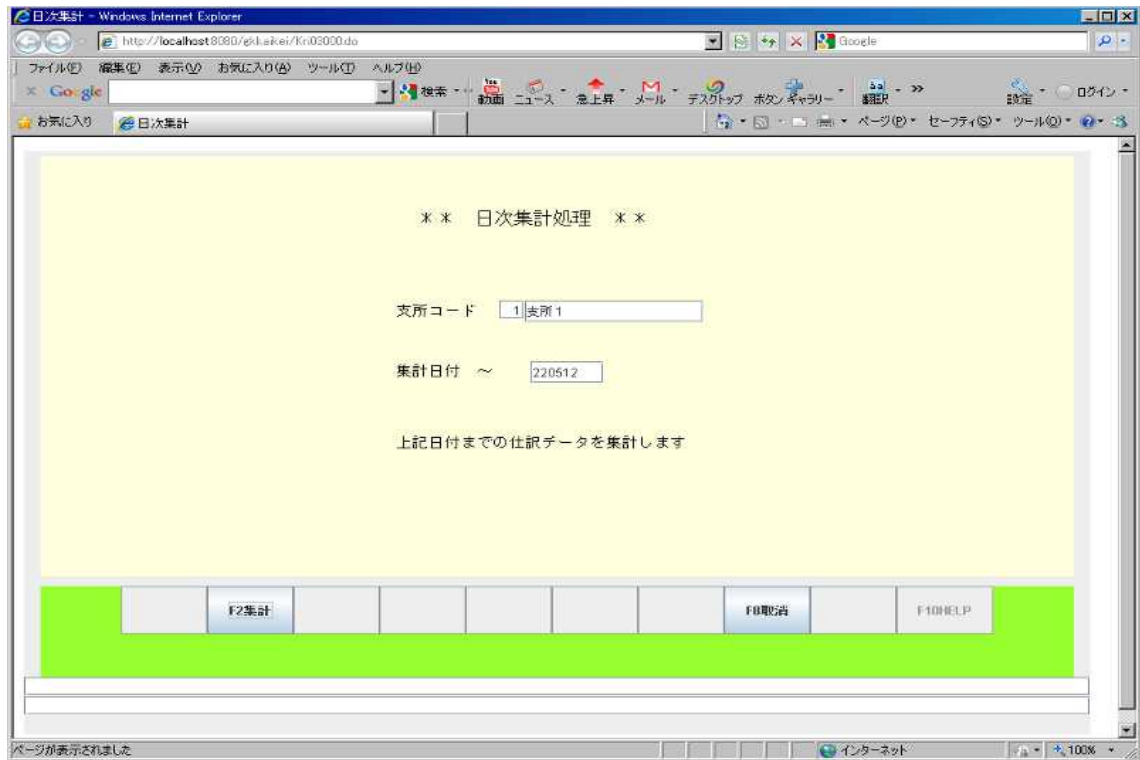 日次集計 - Windows Internet Explorer
http://localhost:8080/gkkaikei/Kri03000.do
Google
ファイル(F) 編集(E) 表示(V) お気に入り(A) ツール(T) ヘルプ(H)
Google 検索 動画 ニュース 急上昇 メール デスクトップ ボタン ギャラリー 翻訳 » 設定 ログイン
お気に入り 日次集計 ページ(P) セーフティ(S) ツール(O)
** 日次集計処理 **
支所コード 1 支所1
集計日付 ~ 220512
上記日付までの仕訳データを集計します
F2集計 F8取消 F10HELP
ページが表示されました インターネット 100%